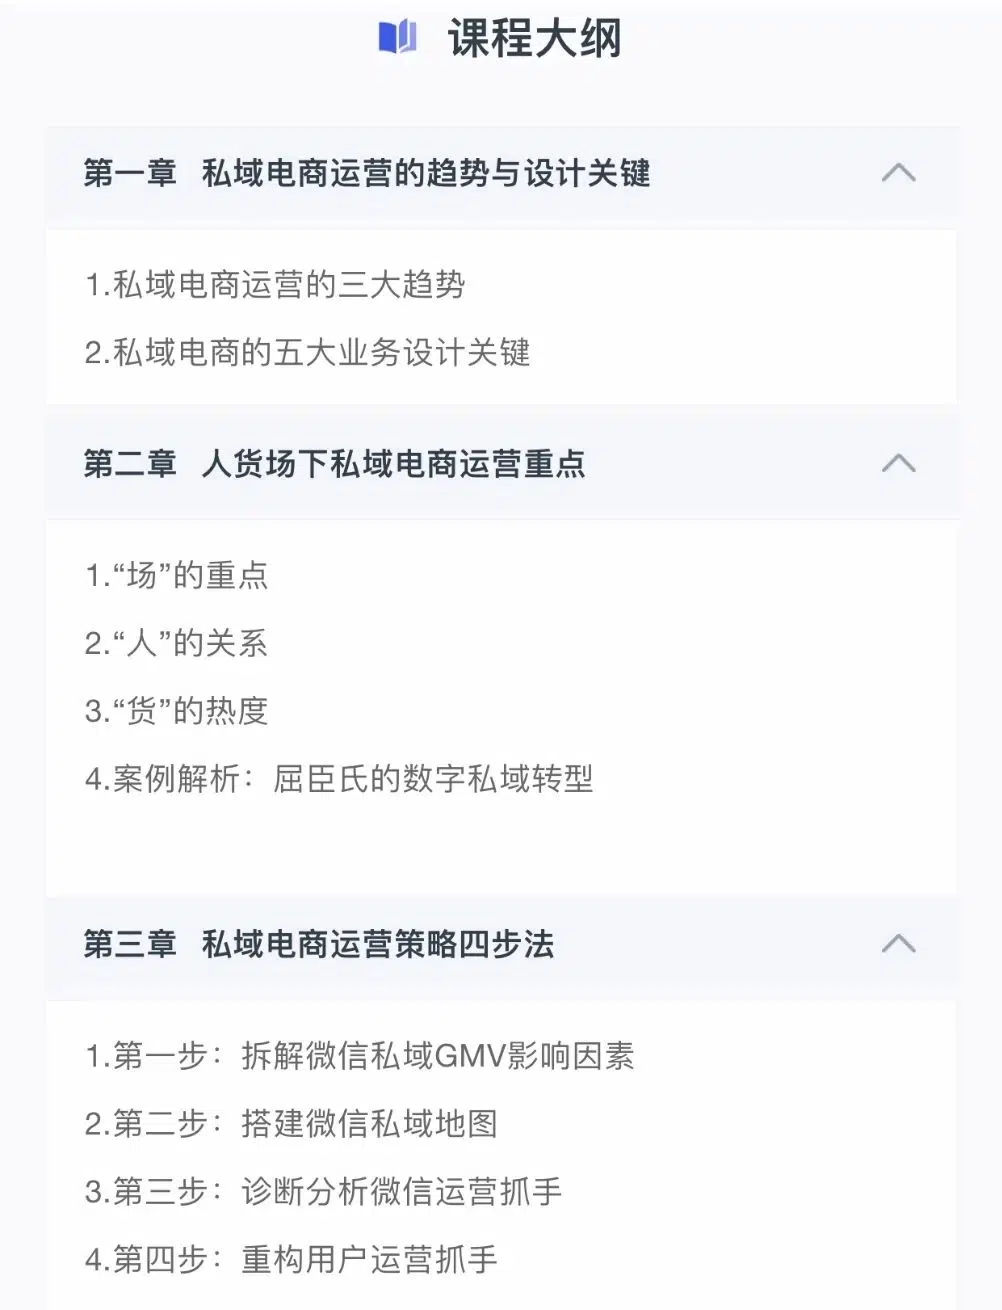 课程大纲
第一章 私域电商运营的趋势与设计关键
1.私域电商运营的三大趋势
2.私域电商的五大业务设计关键
第二章 人货场下私域电商运营重点
1.“场”的重点
2.“人”的关系
3.“货”的热度
4.案例解析：屈臣氏的数字私域转型
第三章 私域电商运营策略四步法
1.第一步：拆解微信私域GMV影响因素
2.第二步：搭建微信私域地图
3.第三步：诊断分析微信运营抓手
4.第四步：重构用户运营抓手